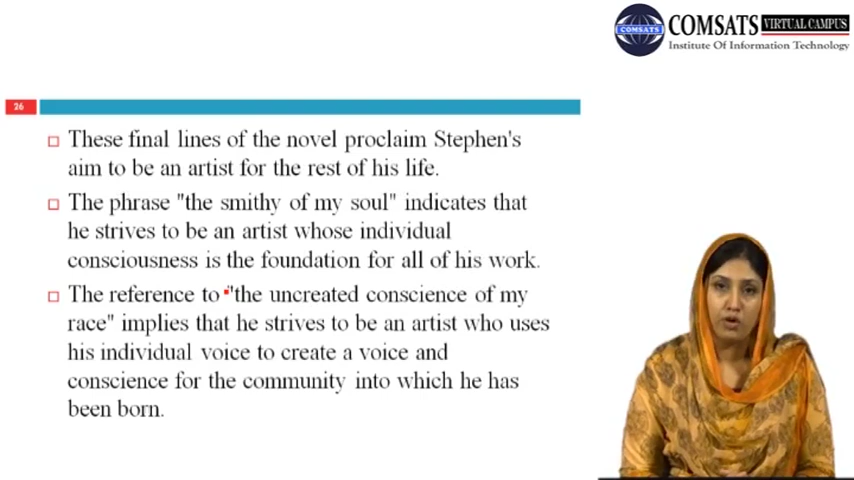 COMSATS VIRTUAL CAMPUS
COMSATS
Institute Of Information Technology
26
These final lines of the novel proclaim Stephen's
aim to be an artist for the rest of his life.
The phrase "the smithy of my soul" indicates that
he strives to be an artist whose individual
consciousness is the foundation for all of his work.
The reference to "the uncreated conscience of my
race" implies that he strives to be an artist who uses
his individual voice to create a voice and
conscience for the community into which he has
been born.